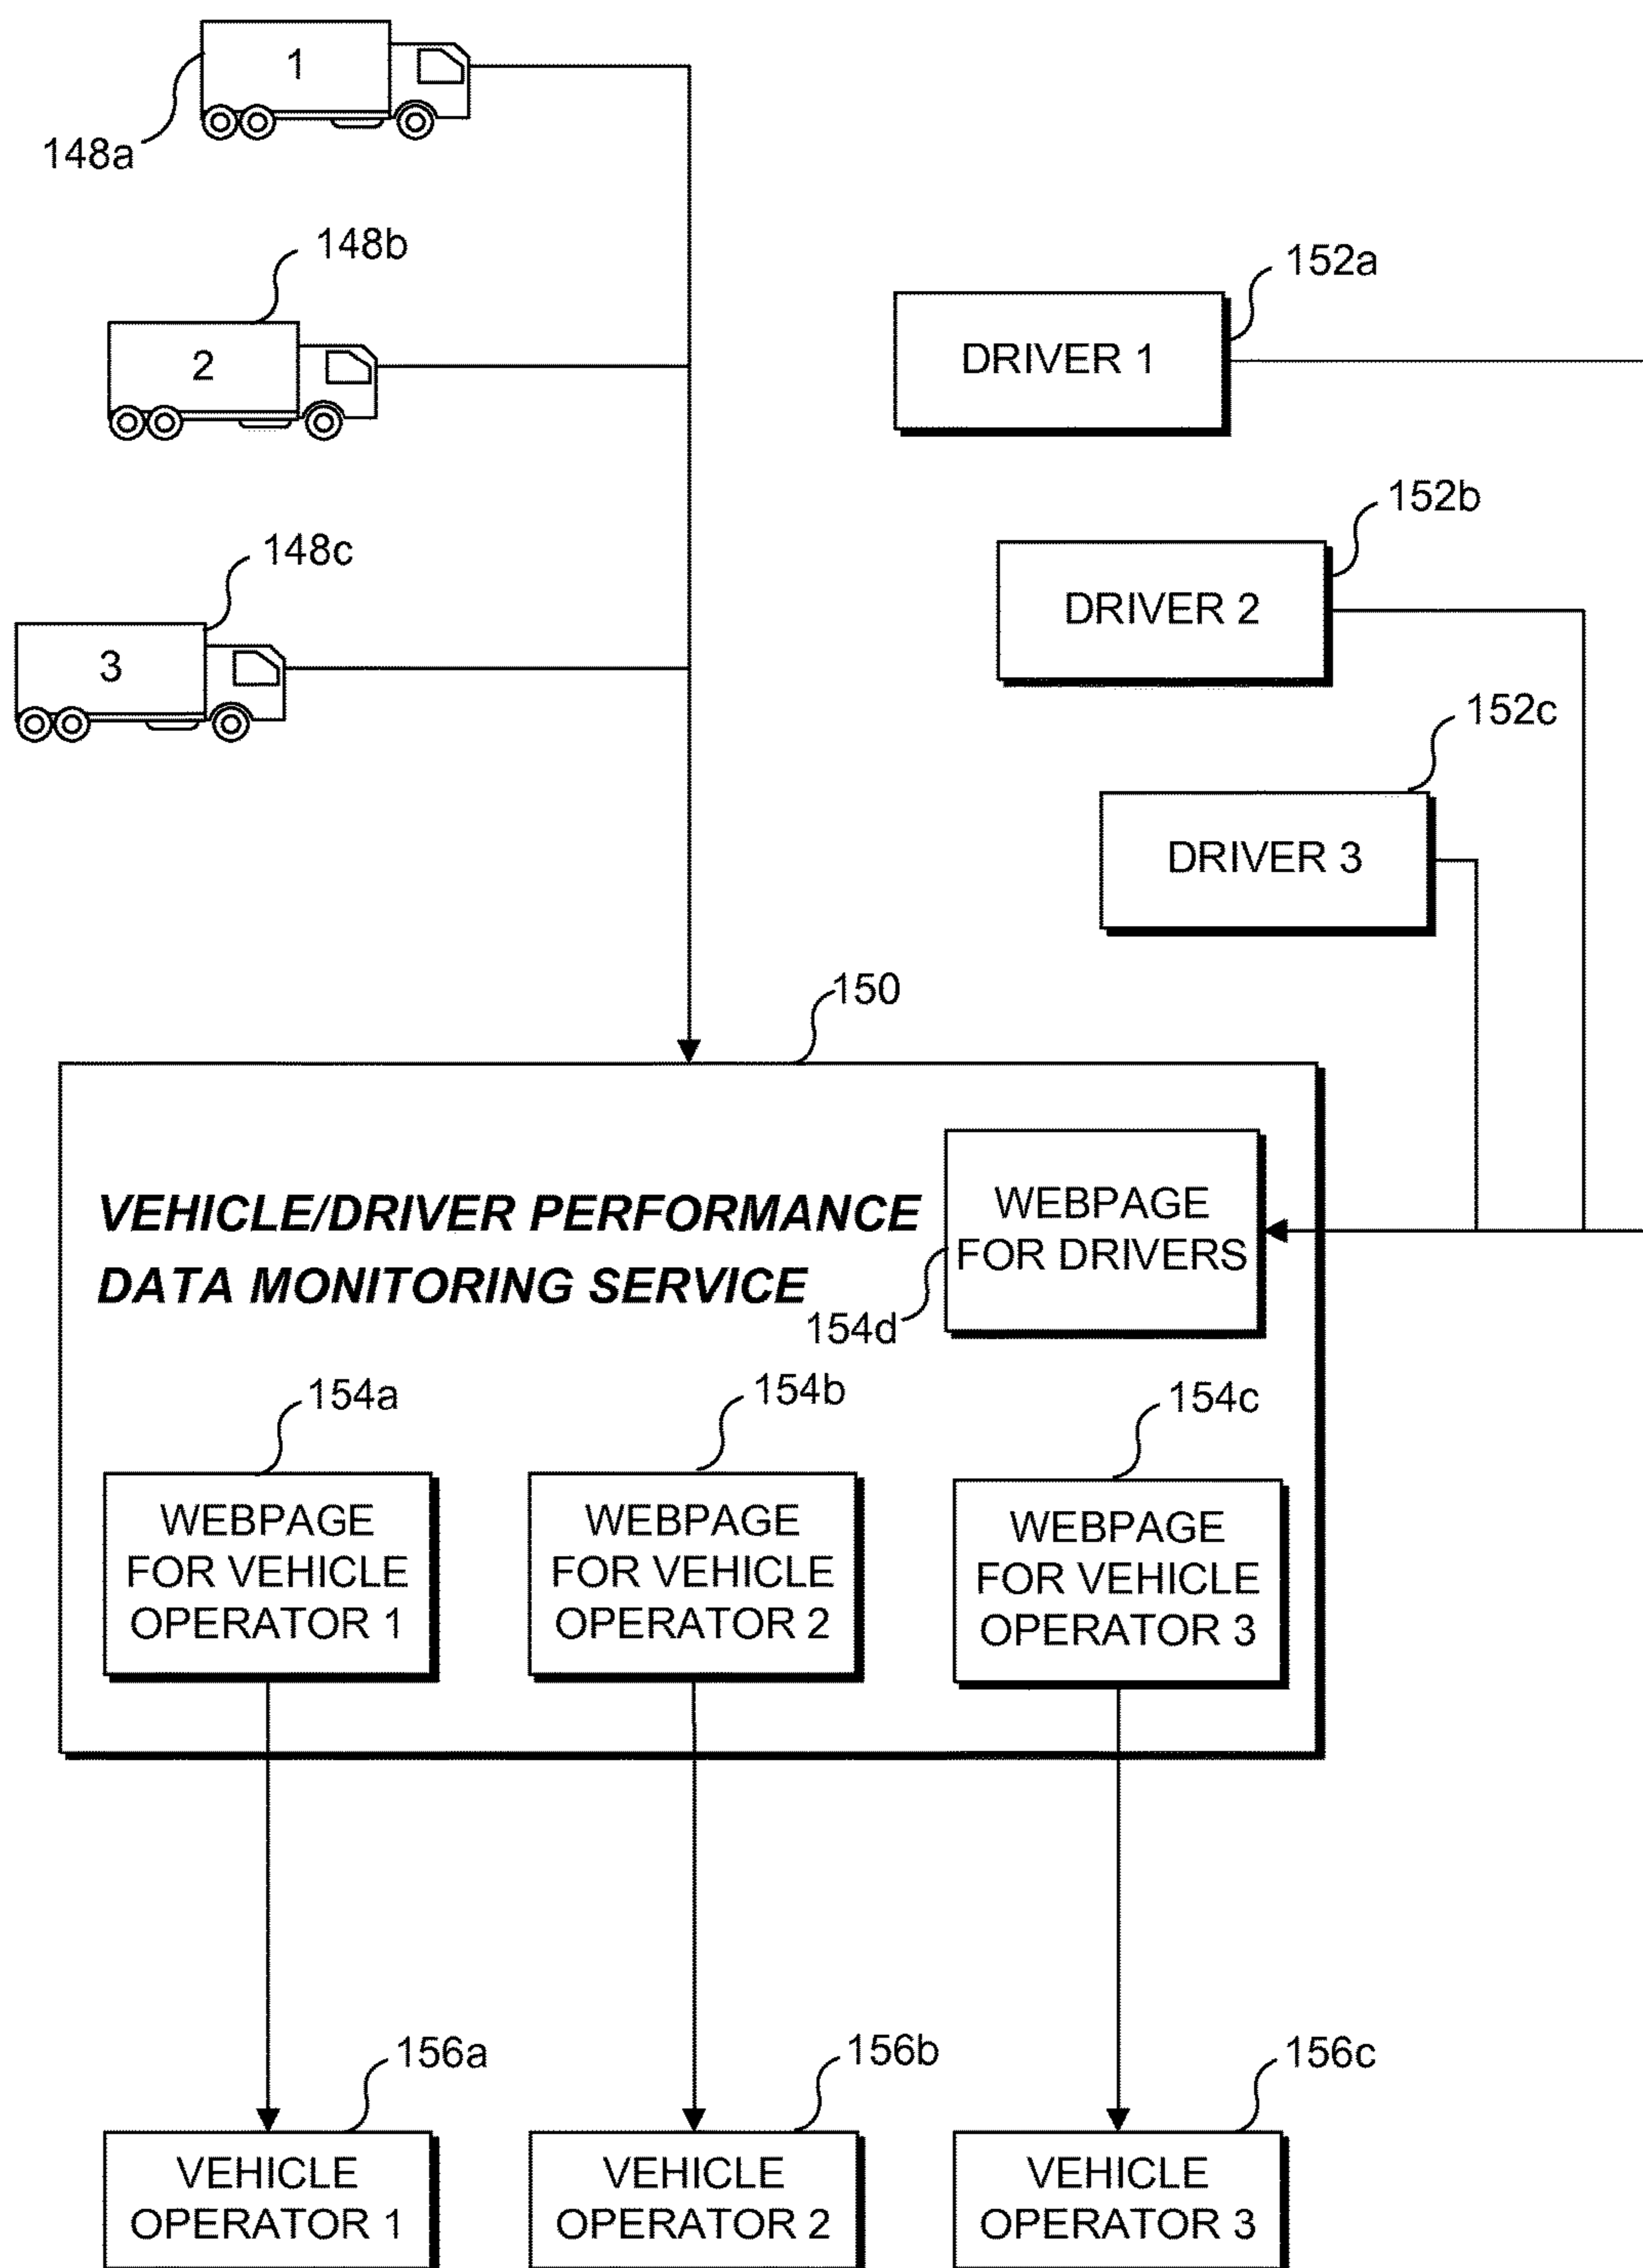 1
148a
148b
2
152a
DRIVER 1
152b
148c
DRIVER 2
3
152c
DRIVER 3
150
WEBPAGE
FOR DRIVERS
VEHICLE/DRIVER PERFORMANCE
DATA MONITORING SERVICE
154d
154a
154b
154c
WEBPAGE
FOR VEHICLE
OPERATOR 1
WEBPAGE
FOR VEHICLE
OPERATOR 2
WEBPAGE
FOR VEHICLE
OPERATOR 3
156a
156b
156c
VEHICLE
OPERATOR 1
VEHICLE
OPERATOR 2
VEHICLE
OPERATOR 3